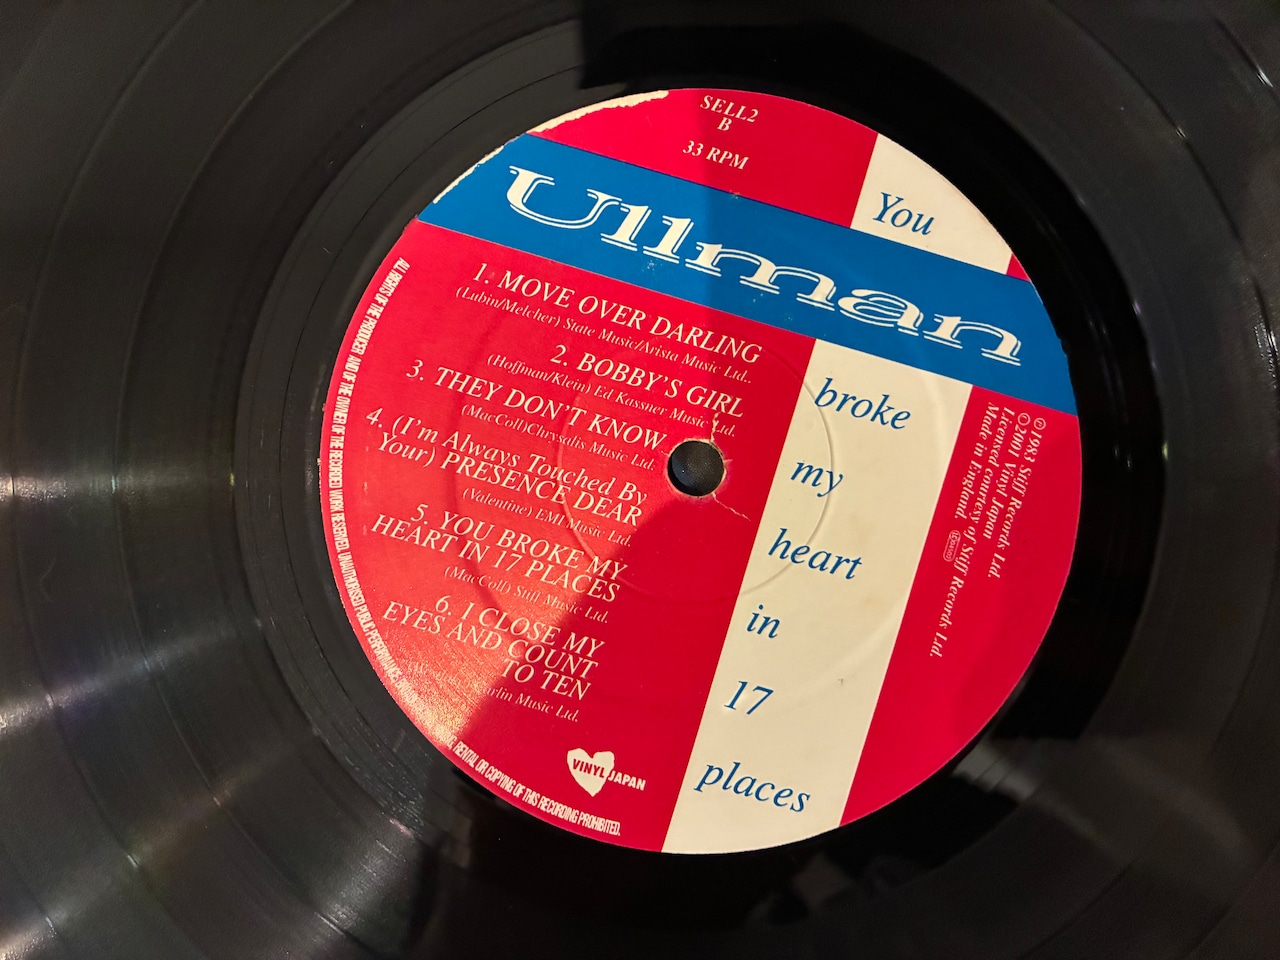 SELL2
B
33 RPM
Ullman
1. MOVE OVER DARLING
(Lubin/Melcher) State Music/Arista Music Ltd.
2. BOBBY'S GIRL
(Hoffman/Klein) Ed Kassner Music Ltd.
3. THEY DON'T KNOW
(MacColl)Chrysalis Music Ltd.
4. (I'm Always Touched By
Your) PRESENCE DEAR
(Valentine) EMI Music Ltd.
5. YOU BROKE MY
HEART IN 17 PLACES
(MacColl) Stiff Music Ltd.
6. I CLOSE MY
EYES AND COUNT
TO TEN
Music Ltd.
You
broke
my
heart
in
17
places
℗1983 Stiff Records Ltd.
©2001 Vinyl Japan
Licensed courtesy of Stiff Records Ltd.
Made in England
VINYL JAPAN
ALL RIGHTS OF THE PRODUCER AND OF THE OWNER OF THE RECORDED WORK RESERVED. UNAUTHORISED PUBLIC PERFORMANCE, RENTAL OR COPYING OF THIS RECORDING PROHIBITED.